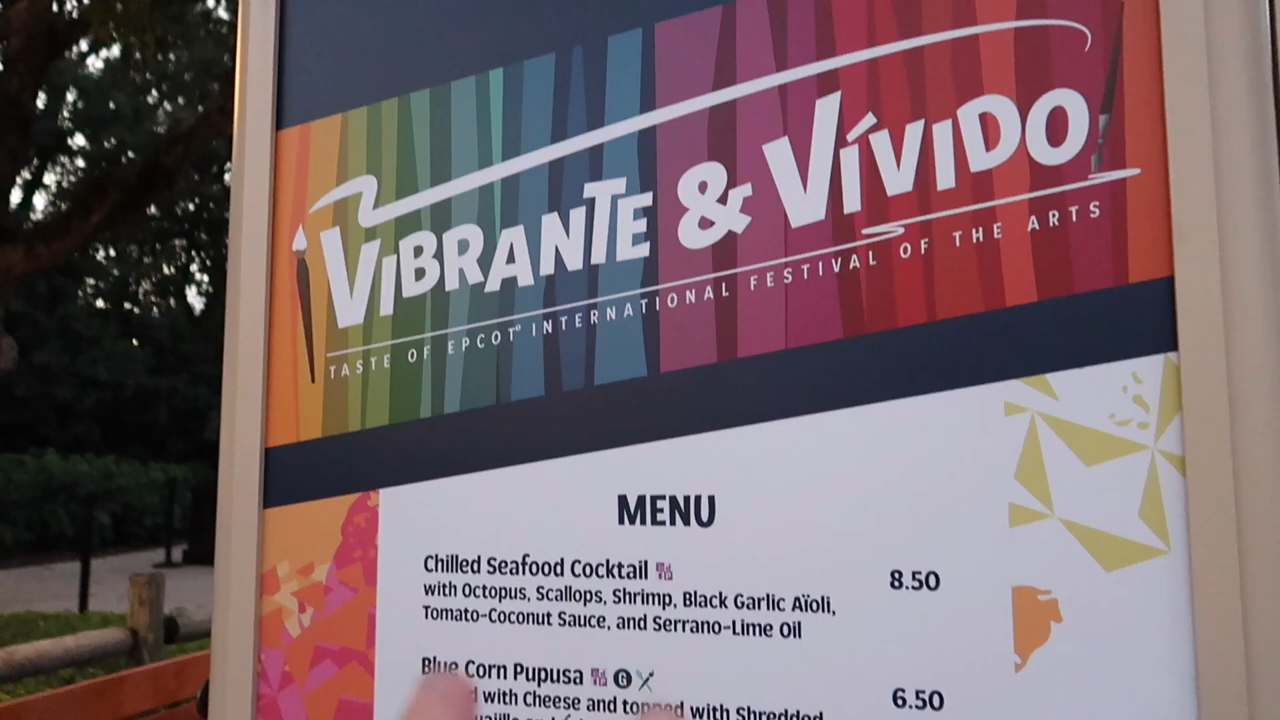 VIBRANTE & VÍVIDO
TASTE OF EPCOT® INTERNATIONAL FESTIVAL OF THE ARTS
MENU
Chilled Seafood Cocktail
8.50
with Octopus, Scallops, Shrimp, Black Garlic Aïoli,
Tomato-Coconut Sauce, and Serrano-Lime Oil
Blue Corn Pupusa G
6.50
with Cheese and topped with Shredded